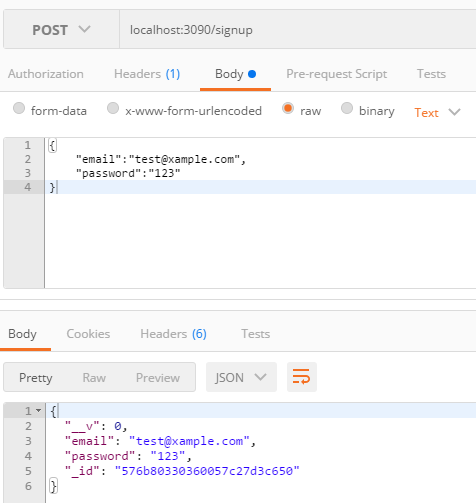 POST localhost:3090/signup
Authorization Headers (1) Body Pre-request Script Tests
form-data x-www-form-urlencoded raw binary Text
1 {
2 "email":"test@xample.com",
3 "password":"123"
4 }
Body Cookies Headers (6) Tests
Pretty Raw Preview JSON
1 {
2 "__v": 0,
3 "email": "test@xample.com",
4 "password": "123",
5 "_id": "576b80330360057c27d3c650"
6 }